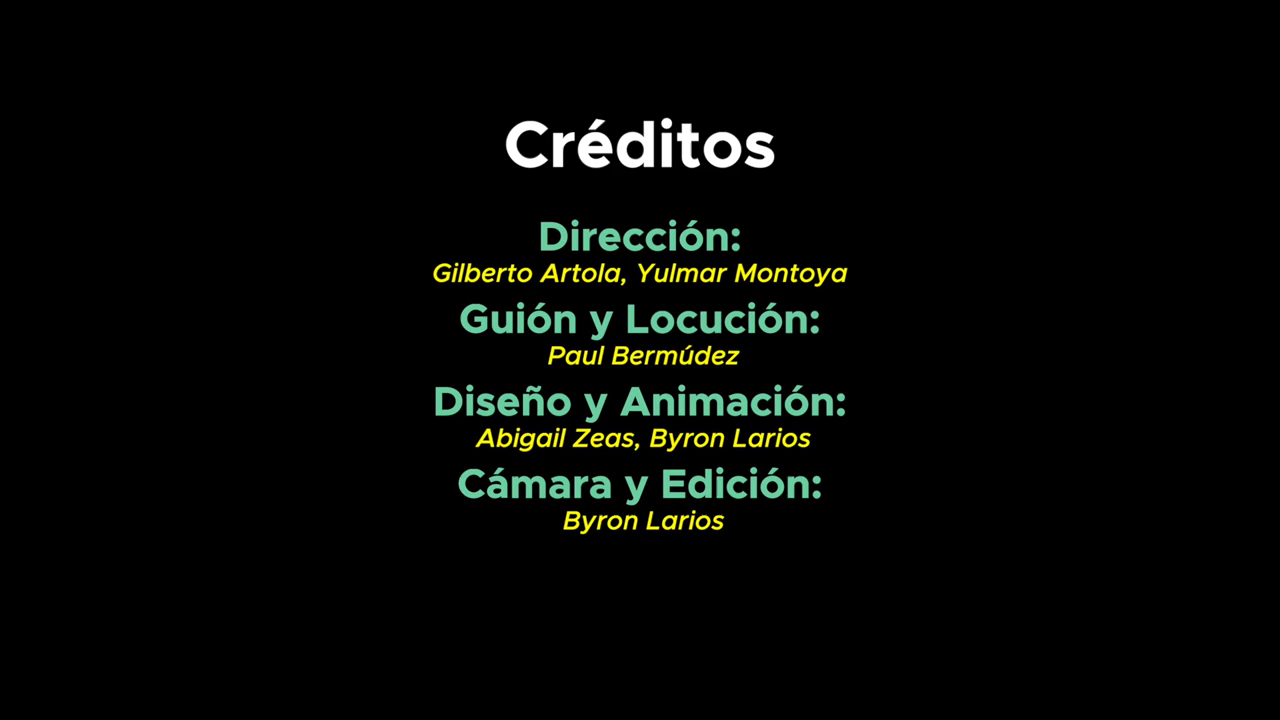 Créditos
Dirección:
Gilberto Artola, Yulmar Montoya
Guión y Locución:
Paul Bermúdez
Diseño y Animación:
Abigail Zeas, Byron Larios
Cámara y Edición:
Byron Larios